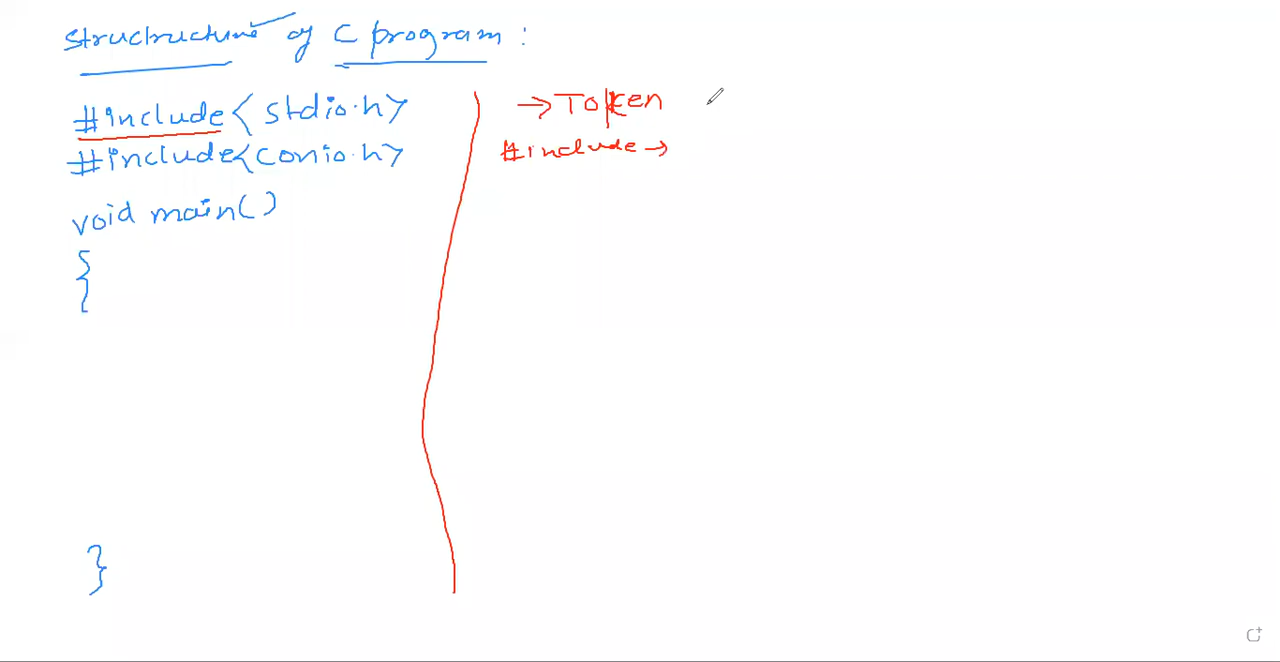 structructure of C program :
#include < stdio.h>
#include<conio.h>
void main()
{
}
→ Token
#include →